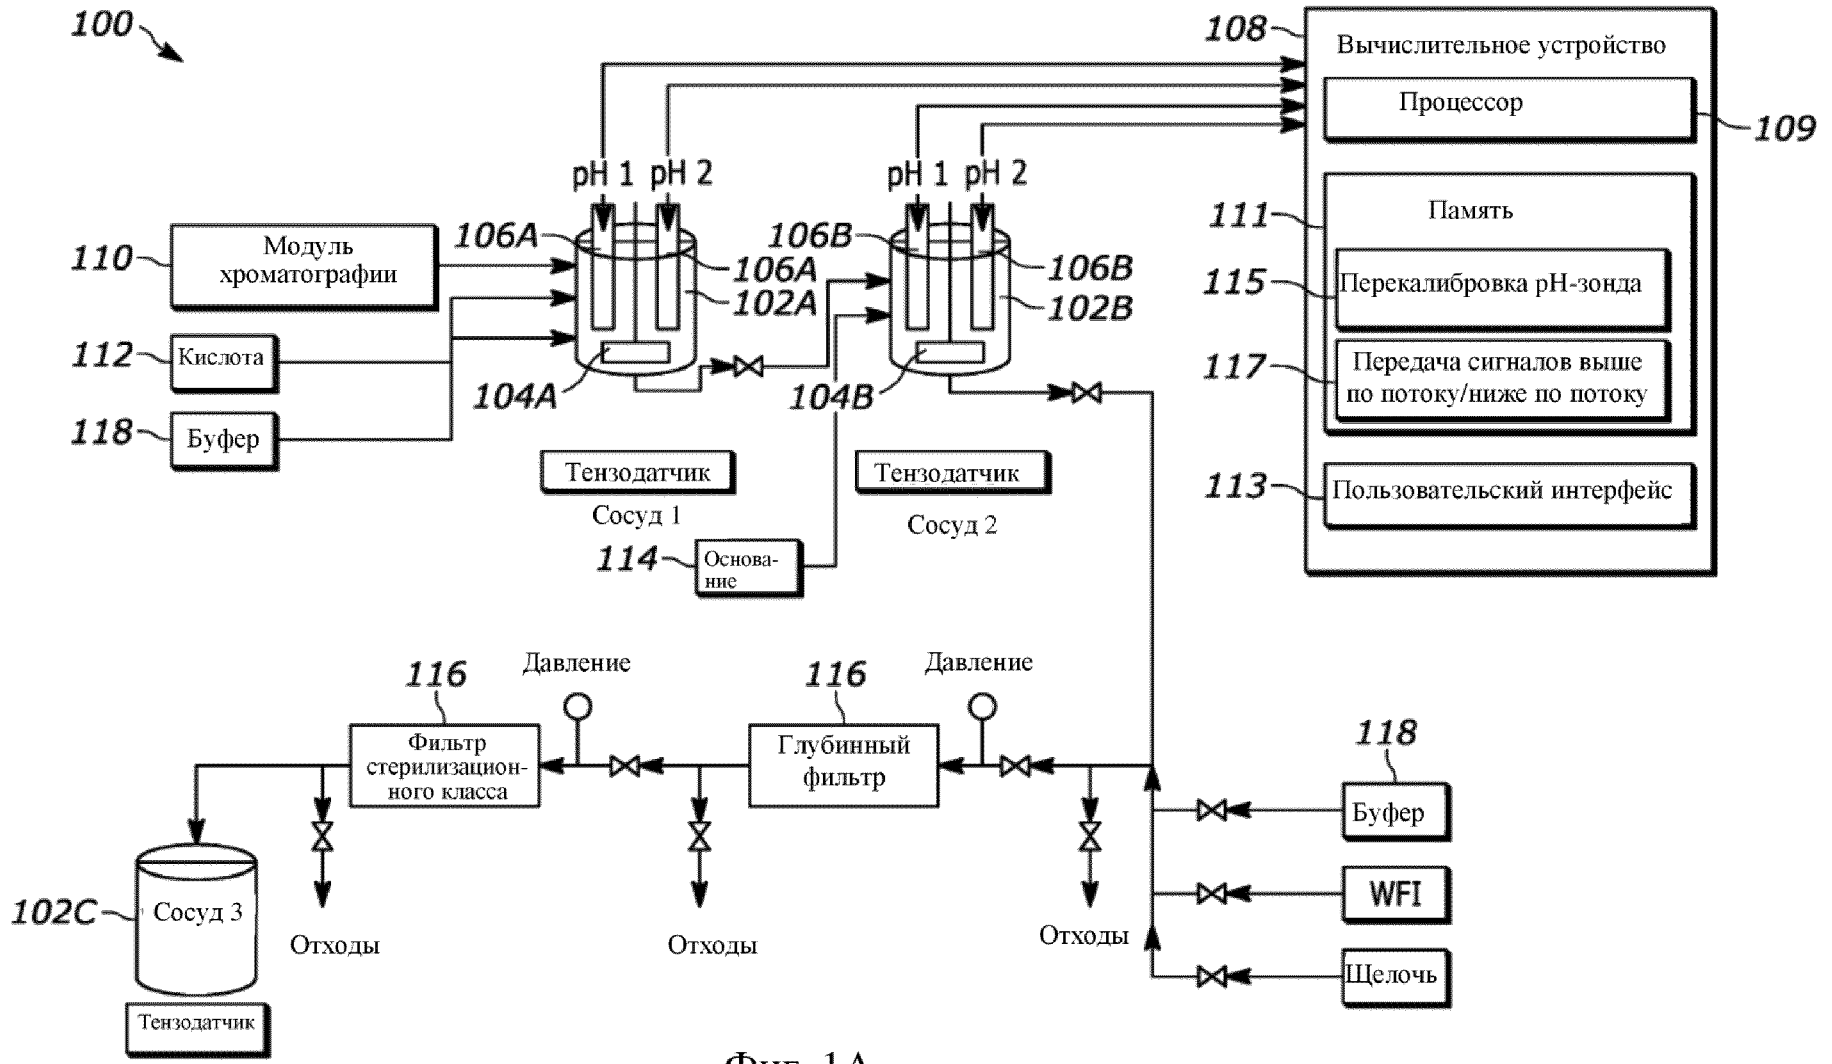 100
108
Вычислительное устройство
Процессор
109
pH 1
pH 2
pH 1
pH 2
111
Память
106A
106B
110
Модуль
хроматографии
106A
106B
115
Перекалибровка pH-зонда
102A
102B
112
Кислота
117
Передача сигналов выше
по потоку/ниже по потоку
104A
104B
118
Буфер
Тензодатчик
Тензодатчик
113
Пользовательский интерфейс
Сосуд 1
Сосуд 2
114
Основа-
ние
116
Давление
116
Давление
118
Фильтр
стерилизацион-
ного класса
Глубинный
фильтр
Буфер
WFI
102C
Сосуд 3
Отходы
Отходы
Отходы
Щелочь
Тензодатчик
Фиг. 1А